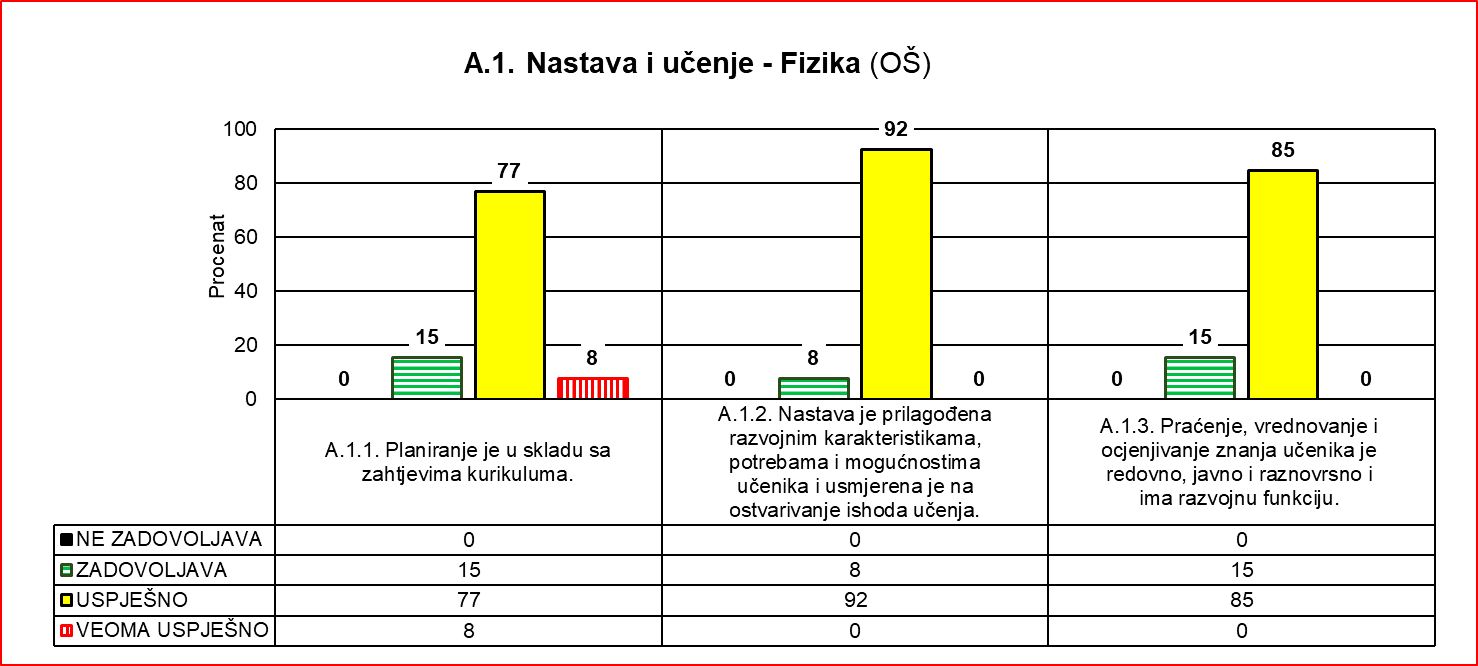 A.1. Nastava i učenje - Fizika (OŠ)
Procenat
100
80
60
40
20
0
0
15
77
8
0
8
92
0
0
15
85
0
A.1.1. Planiranje je u skladu sa
zahtjevima kurikuluma.
A.1.2. Nastava je prilagođena
razvojnim karakteristikama,
potrebama i mogućnostima
učenika i usmjerena je na
ostvarivanje ishoda učenja.
A.1.3. Praćenje, vrednovanje i
ocjenjivanje znanja učenika je
redovno, javno i raznovrsno i
ima razvojnu funkciju.
NE ZADOVOLJAVA 0 0 0
ZADOVOLJAVA 15 8 15
USPJEŠNO 77 92 85
VEOMA USPJEŠNO 8 0 0